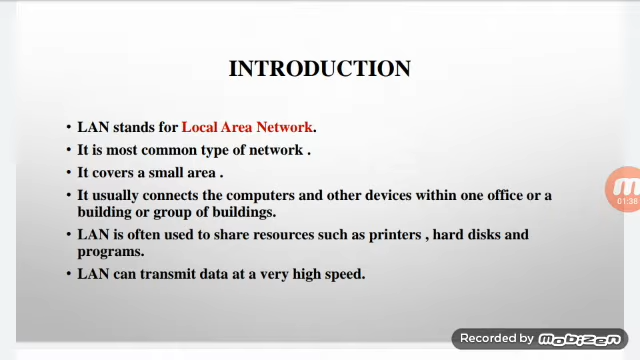 INTRODUCTION
• LAN stands for Local Area Network.
• It is most common type of network .
• It covers a small area .
• It usually connects the computers and other devices within one office or a
building or group of buildings.
• LAN is often used to share resources such as printers , hard disks and
programs.
• LAN can transmit data at a very high speed.
01:38
Recorded by mobizen